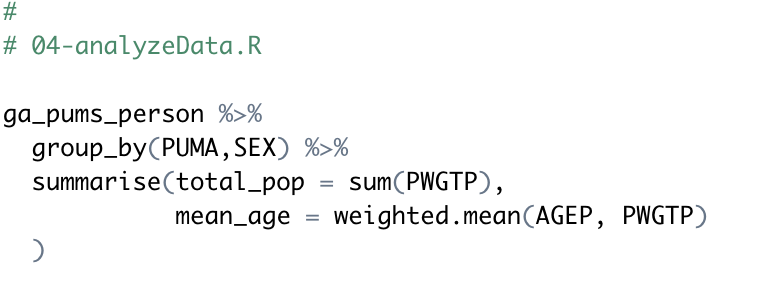 #
# 04-analyzeData.R
ga_pums_person %>%
group_by(PUMA,SEX) %>%
summarise(total_pop = sum(PWGTP),
mean_age = weighted.mean(AGEP, PWGTP)
)